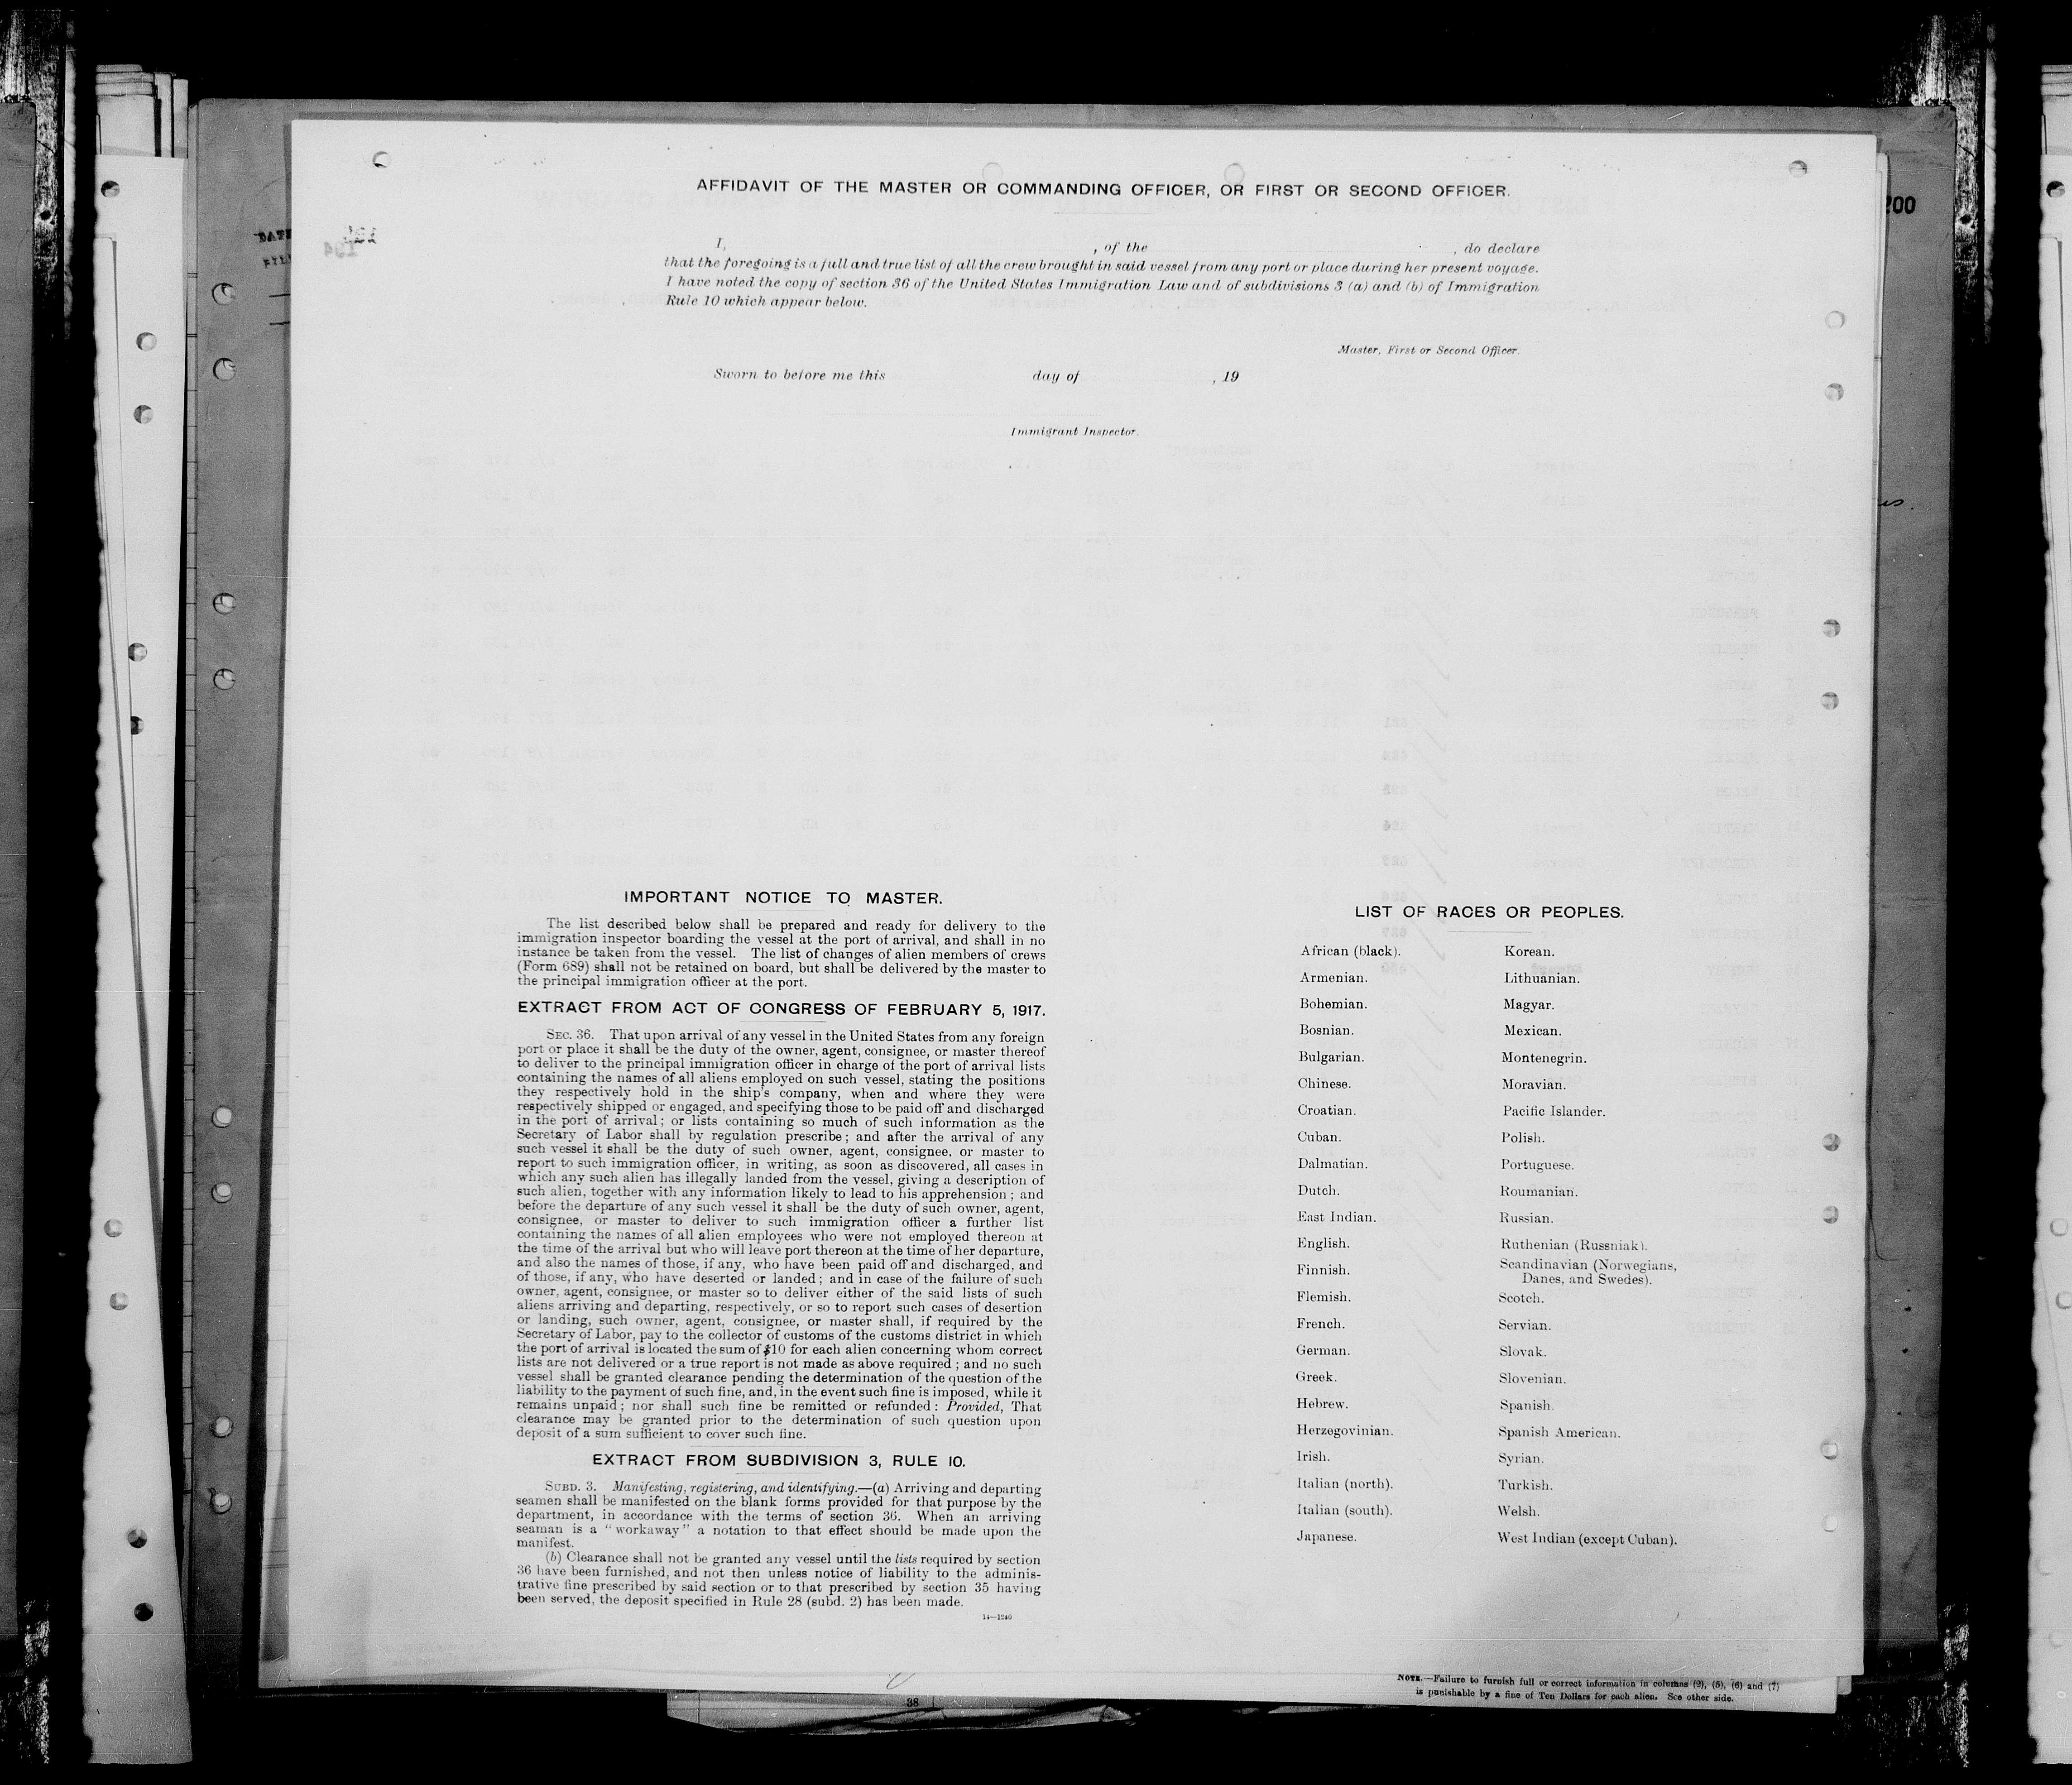 AFFIDAVIT OF THE MASTER OR COMMANDING OFFICER, OR FIRST OR SECOND OFFICER.
200
I, , of the , do declare
that the foregoing is a full and true list of all the crew brought in said vessel from any port or place during her present voyage.
I have noted the copy of section 36 of the United States Immigration Law and of subdivisions 3 (a) and (b) of Immigration
Rule 10 which appear below.
Master, First or Second Officer.
Sworn to before me this day of , 19
Immigrant Inspector.
IMPORTANT NOTICE TO MASTER.
The list described below shall be prepared and ready for delivery to the
immigration inspector boarding the vessel at the port of arrival, and shall in no
instance be taken from the vessel. The list of changes of alien members of crews
(Form 689) shall not be retained on board, but shall be delivered by the master to
the principal immigration officer at the port.
EXTRACT FROM ACT OF CONGRESS OF FEBRUARY 5, 1917.
SEC. 36. That upon arrival of any vessel in the United States from any foreign
port or place it shall be the duty of the owner, agent, consignee, or master thereof
to deliver to the principal immigration officer in charge of the port of arrival lists
containing the names of all aliens employed on such vessel, stating the positions
they respectively hold in the ship's company, when and where they were
respectively shipped or engaged, and specifying those to be paid off and discharged
in the port of arrival; or lists containing so much of such information as the
Secretary of Labor shall by regulation prescribe; and after the arrival of any
such vessel it shall be the duty of such owner, agent, consignee, or master to
report to such immigration officer, in writing, as soon as discovered, all cases in
which any such alien has illegally landed from the vessel, giving a description of
such alien, together with any information likely to lead to his apprehension; and
before the departure of any such vessel it shall be the duty of such owner, agent,
consignee, or master to deliver to such immigration officer a further list
containing the names of all alien employees who were not employed thereon at
the time of the arrival but who will leave port thereon at the time of her departure,
and also the names of those, if any, who have been paid off and discharged, and
of those, if any, who have deserted or landed; and in case of the failure of such
owner, agent, consignee, or master so to deliver either of the said lists of such
aliens arriving and departing, respectively, or so to report such cases of desertion
or landing, such owner, agent, consignee, or master shall, if required by the
Secretary of Labor, pay to the collector of customs of the customs district in which
the port of arrival is located the sum of $10 for each alien concerning whom correct
lists are not delivered or a true report is not made as above required; and no such
vessel shall be granted clearance pending the determination of the question of the
liability to the payment of such fine, and, in the event such fine is imposed, while it
remains unpaid; nor shall such fine be remitted or refunded: Provided, That
clearance may be granted prior to the determination of such question upon
deposit of a sum sufficient to cover such fine.
EXTRACT FROM SUBDIVISION 3, RULE 10.
SUBD. 3. Manifesting, registering, and identifying.—(a) Arriving and departing
seamen shall be manifested on the blank forms provided for that purpose by the
department, in accordance with the terms of section 36. When an arriving
seaman is a "workaway" a notation to that effect should be made upon the
manifest.
(b) Clearance shall not be granted any vessel until the lists required by section
36 have been furnished, and not then unless notice of liability to the adminis-
trative fine prescribed by said section or to that prescribed by section 35 having
been served, the deposit specified in Rule 28 (subd. 2) has been made.
14—1240
LIST OF RACES OR PEOPLES.
African (black).
Armenian.
Bohemian.
Bosnian.
Bulgarian.
Chinese.
Croatian.
Cuban.
Dalmatian.
Dutch.
East Indian.
English.
Finnish.
Flemish.
French.
German.
Greek.
Hebrew.
Herzegovinian.
Irish.
Italian (north).
Italian (south).
Japanese.
Korean.
Lithuanian.
Magyar.
Mexican.
Montenegrin.
Moravian.
Pacific Islander.
Polish.
Portuguese.
Roumanian.
Russian.
Ruthenian (Russniak).
Scandinavian (Norwegians,
Danes, and Swedes).
Scotch.
Servian.
Slovak.
Slovenian.
Spanish.
Spanish American.
Syrian.
Turkish.
Welsh.
West Indian (except Cuban).
NOTE.—Failure to furnish full or correct information in columns (2), (5), (6) and (7)
is punishable by a fine of Ten Dollars for each alien. See other side.
38